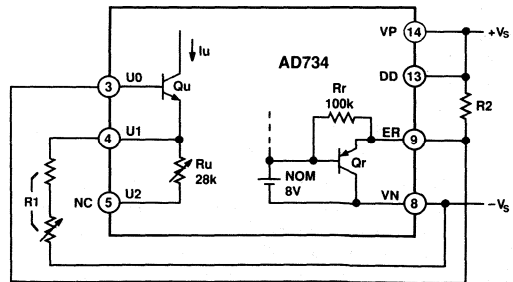 VP 14 +VS
Iu
AD734
DD 13
3 U0
Qu
Rr
100k
R2
4 U1
ER 9
Ru
28k
Qr
NOM
8V
R1
NC 5 U2
VN 8 -VS